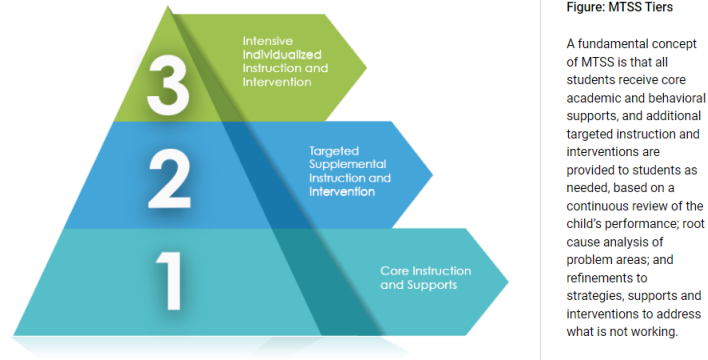 3
Intensive
Individualized
Instruction and
Intervention
2
Targeted
Supplemental
Instruction and
Intervention
1
Core Instruction
and Supports
Figure: MTSS Tiers
A fundamental concept
of MTSS is that all
students receive core
academic and behavioral
supports, and additional
targeted instruction and
interventions are
provided to students as
needed, based on a
continuous review of the
child's performance; root
cause analysis of
problem areas; and
refinements to
strategies, supports and
interventions to address
what is not working.